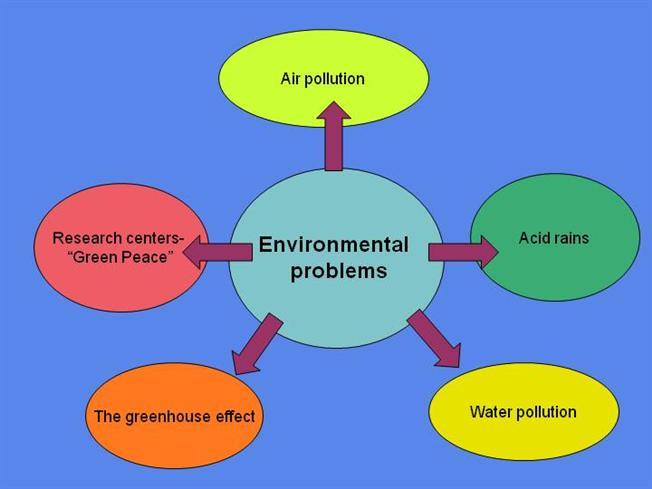 Air pollution
Research centers-
“Green Peace”
Environmental
problems
Acid rains
The greenhouse effect
Water pollution